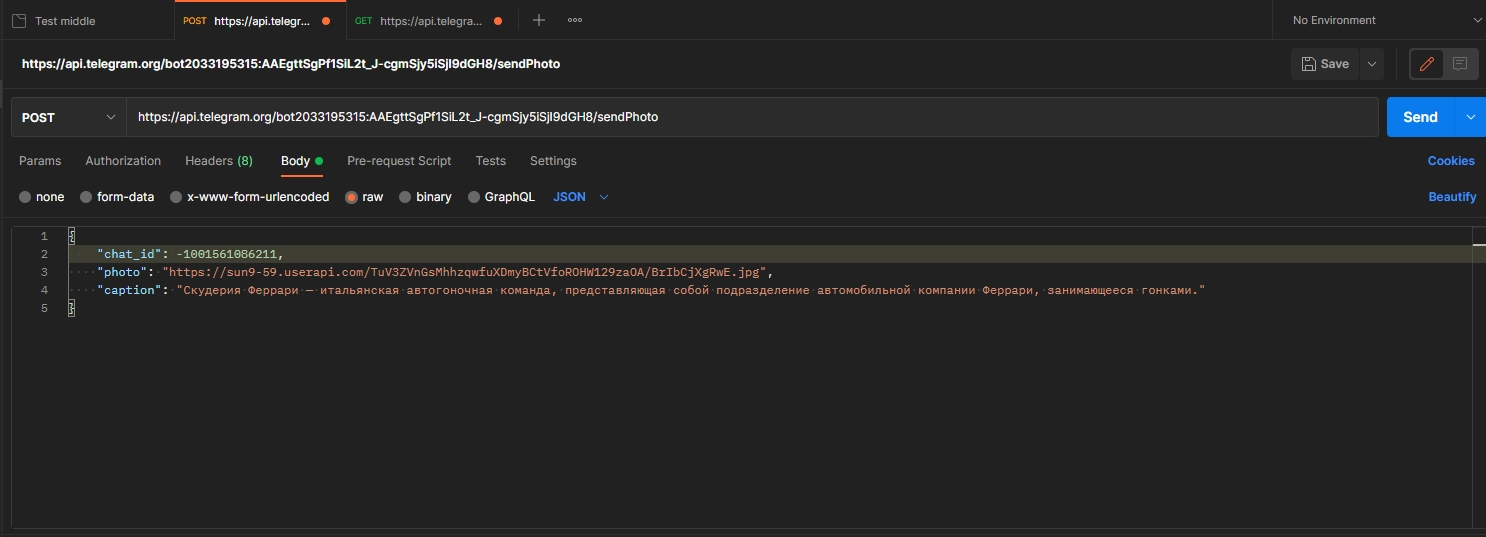 Test middle
POST https://api.telegr...
GET https://api.telegra...
No Environment
https://api.telegram.org/bot2033195315:AAEgttSgPf1SiL2t_J-cgmSjy5iSjI9dGH8/sendPhoto
Save
POST https://api.telegram.org/bot2033195315:AAEgttSgPf1SiL2t_J-cgmSjy5iSjI9dGH8/sendPhoto Send
Params Authorization Headers (8) Body Pre-request Script Tests Settings Cookies
none form-data x-www-form-urlencoded raw binary GraphQL JSON Beautify
1 {
2 "chat_id": -1001561086211,
3 "photo": "https://sun9-59.userapi.com/TuV3ZVnGsMhhzqwfuXDmyBCtVfoROHW129zaOA/BrIbCjXgRwE.jpg",
4 "caption": "Скудерия Феррари — итальянская автогоночная команда, представляющая собой подразделение автомобильной компании Феррари, занимающееся гонками."
5 }